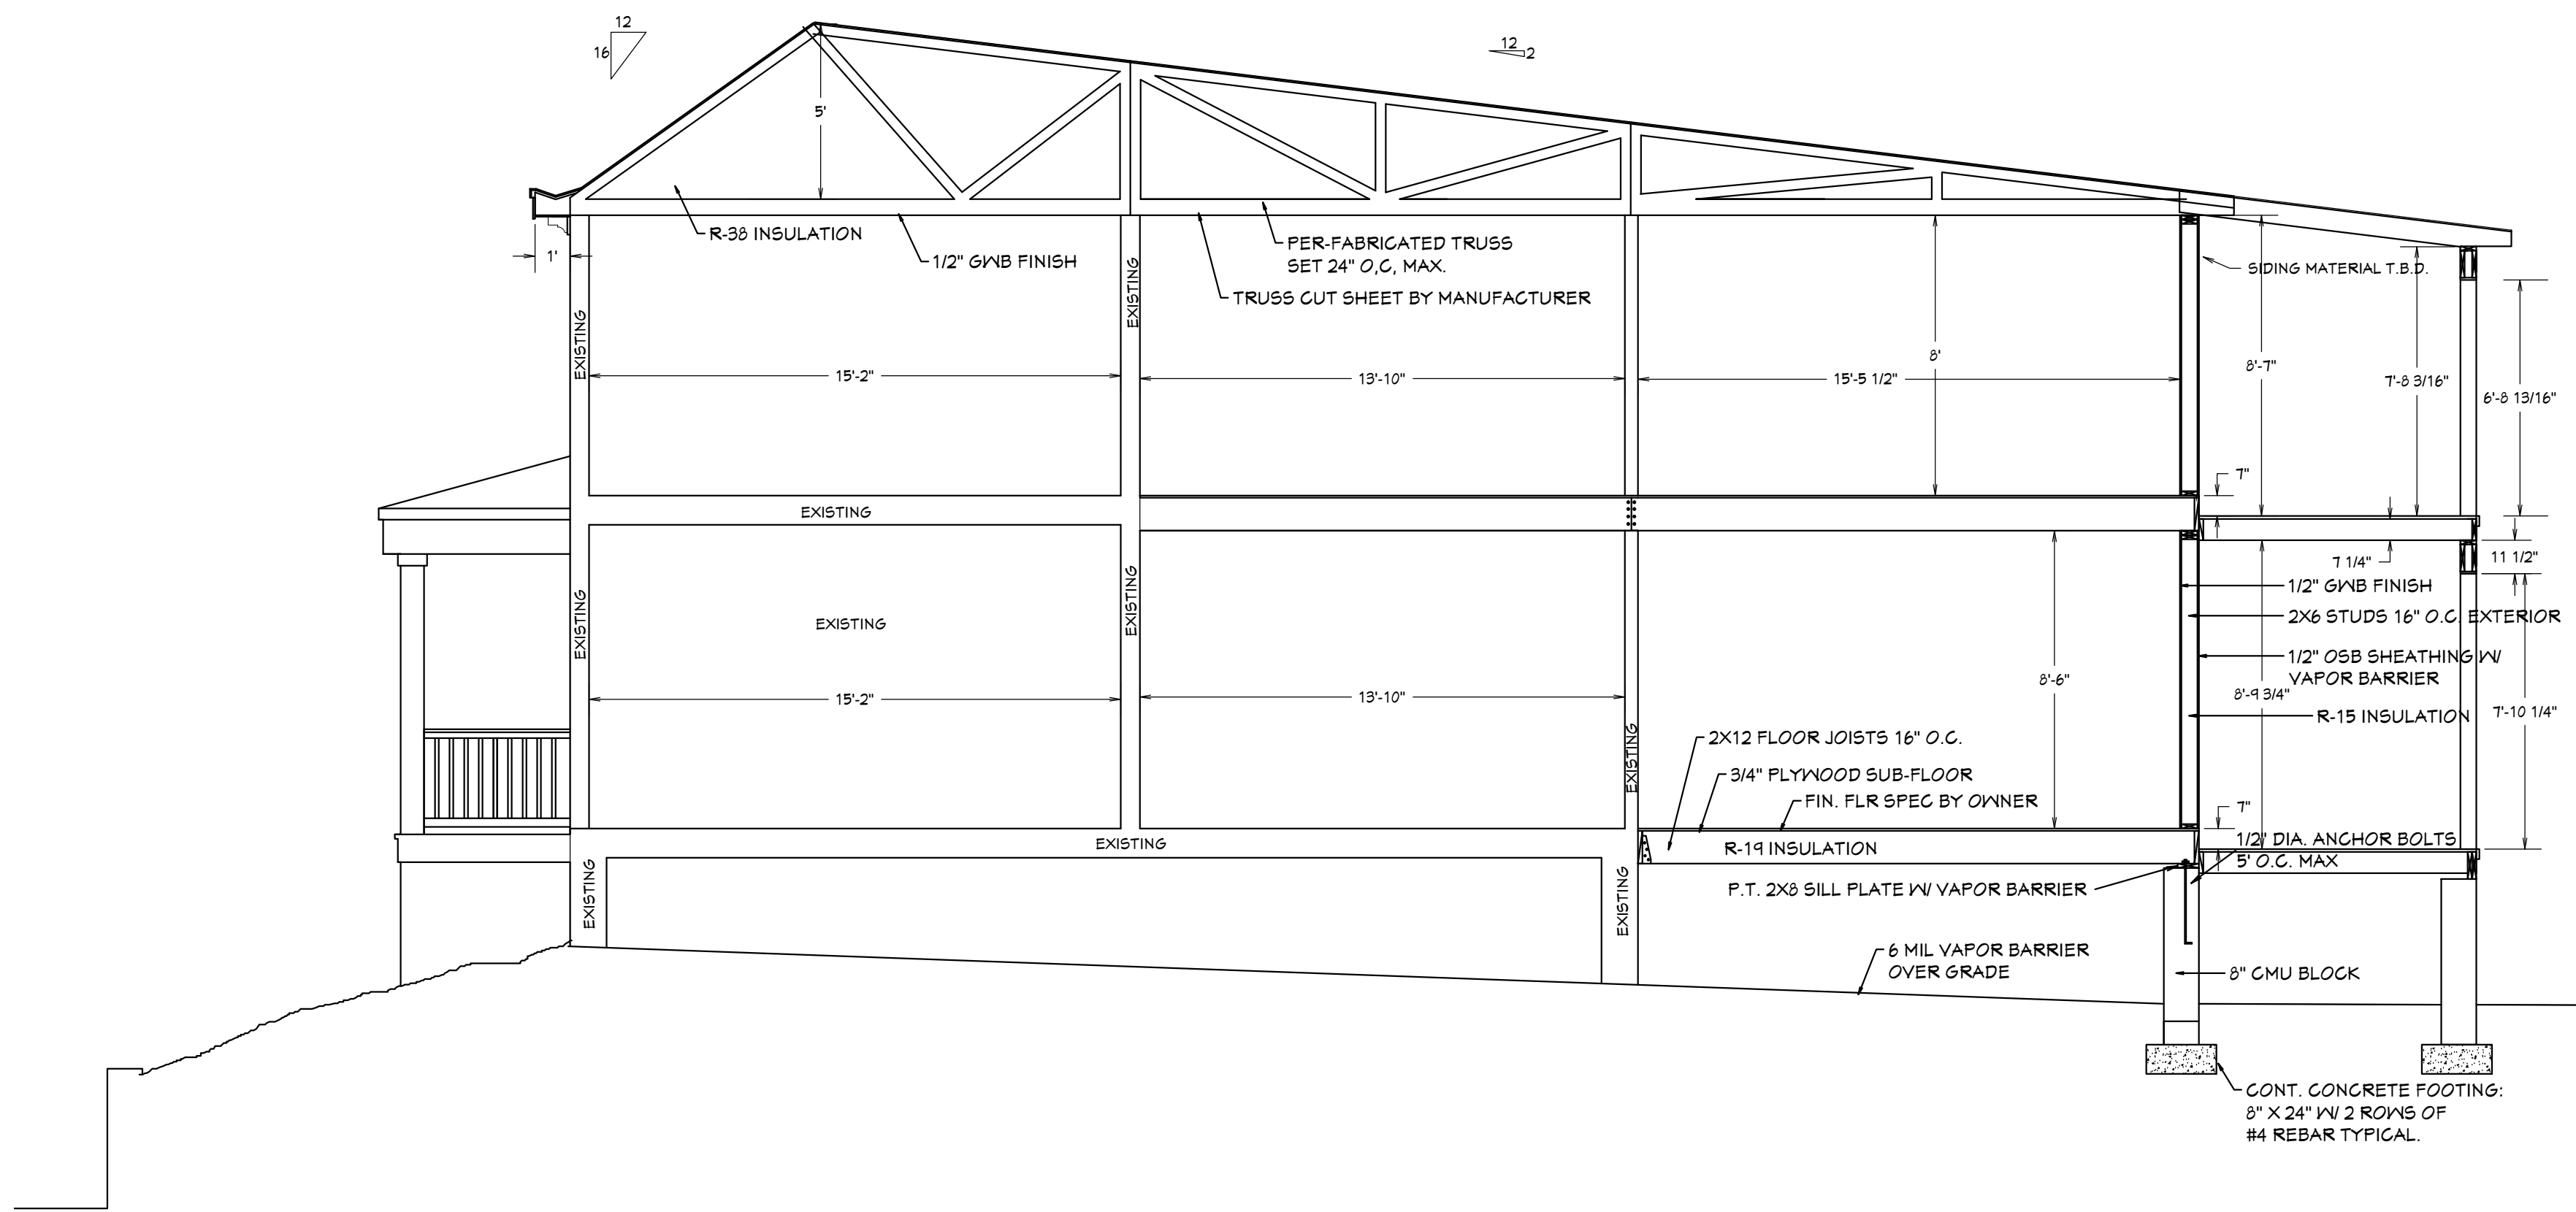 12
16
12
2
5'
R-38 INSULATION
1/2" GWB FINISH
PER-FABRICATED TRUSS
SET 24" O,C, MAX.
TRUSS CUT SHEET BY MANUFACTURER
1'
EXISTING
EXISTING
SIDING MATERIAL T.B.D.
15'-2"
13'-10"
15'-5 1/2"
8'
8'-7"
7'-8 3/16"
6'-8 13/16"
7"
EXISTING
7 1/4"
11 1/2"
1/2" GWB FINISH
2X6 STUDS 16" O.C. EXTERIOR
EXISTING
EXISTING
EXISTING
1/2" OSB SHEATHING W/
VAPOR BARRIER
8'-6"
8'-9 3/4"
15'-2"
13'-10"
R-15 INSULATION
7'-10 1/4"
EXISTING
2X12 FLOOR JOISTS 16" O.C.
3/4" PLYWOOD SUB-FLOOR
FIN. FLR SPEC BY OWNER
7"
EXISTING
R-19 INSULATION
1/2" DIA. ANCHOR BOLTS
5' O.C. MAX
EXISTING
EXISTING
P.T. 2X8 SILL PLATE W/ VAPOR BARRIER
6 MIL VAPOR BARRIER
OVER GRADE
8" CMU BLOCK
CONT. CONCRETE FOOTING:
8" X 24" W/ 2 ROWS OF
#4 REBAR TYPICAL.